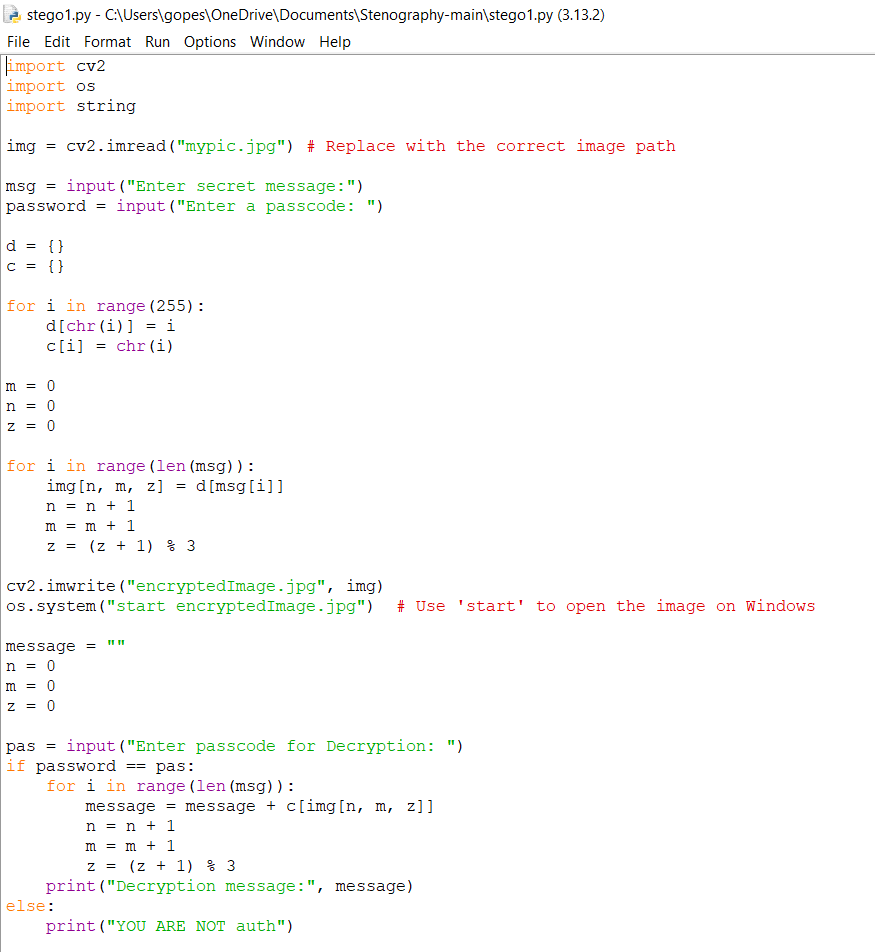 stego1.py - C:\Users\gopes\OneDrive\Documents\Stenography-main\stego1.py (3.13.2)
File Edit Format Run Options Window Help
import cv2
import os
import string

img = cv2.imread("mypic.jpg") # Replace with the correct image path

msg = input("Enter secret message:")
password = input("Enter a passcode: ")

d = {}
c = {}

for i in range(255):
    d[chr(i)] = i
    c[i] = chr(i)

m = 0
n = 0
z = 0

for i in range(len(msg)):
    img[n, m, z] = d[msg[i]]
    n = n + 1
    m = m + 1
    z = (z + 1) % 3

cv2.imwrite("encryptedImage.jpg", img)
os.system("start encryptedImage.jpg")  # Use 'start' to open the image on Windows

message = ""
n = 0
m = 0
z = 0

pas = input("Enter passcode for Decryption: ")
if password == pas:
    for i in range(len(msg)):
        message = message + c[img[n, m, z]]
        n = n + 1
        m = m + 1
        z = (z + 1) % 3
    print("Decryption message:", message)
else:
    print("YOU ARE NOT auth")